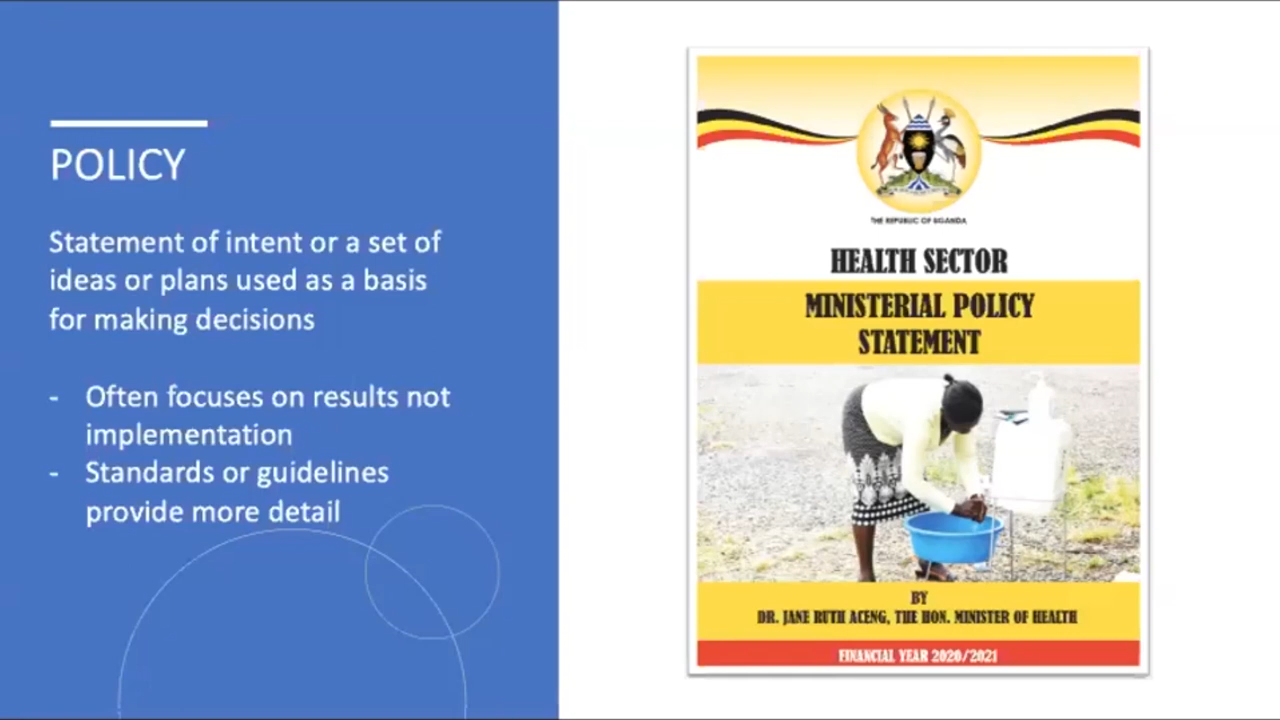 POLICY
Statement of intent or a set of
ideas or plans used as a basis
for making decisions
- Often focuses on results not
implementation
- Standards or guidelines
provide more detail
THE REPUBLIC OF UGANDA
HEALTH SECTOR
MINISTERIAL POLICY
STATEMENT
BY
DR. JANE RUTH ACENG, THE HON. MINISTER OF HEALTH
FINANCIAL YEAR 2020/2021